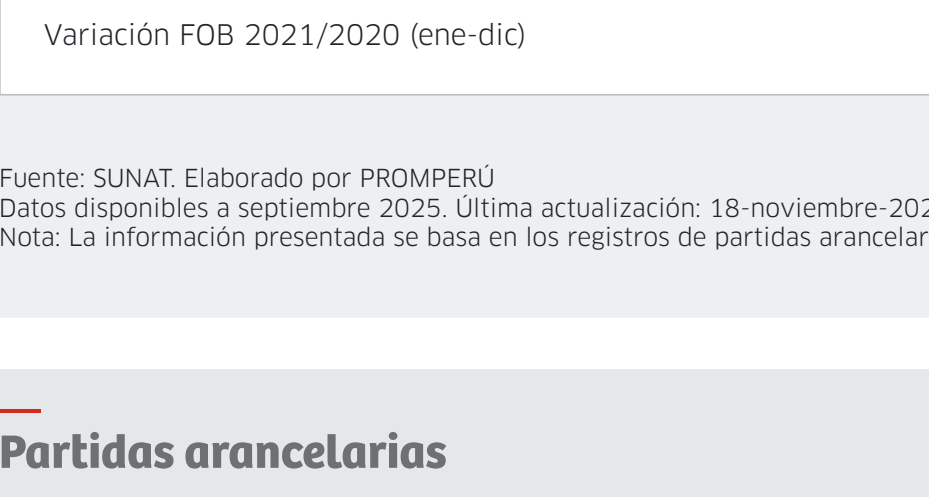 Variación FOB 2021/2020 (ene-dic)
Fuente: SUNAT. Elaborado por PROMPERÚ
Datos disponibles a septiembre 2025. Última actualización: 18-noviembre-202
Nota: La información presentada se basa en los registros de partidas arancelar
Partidas arancelarias